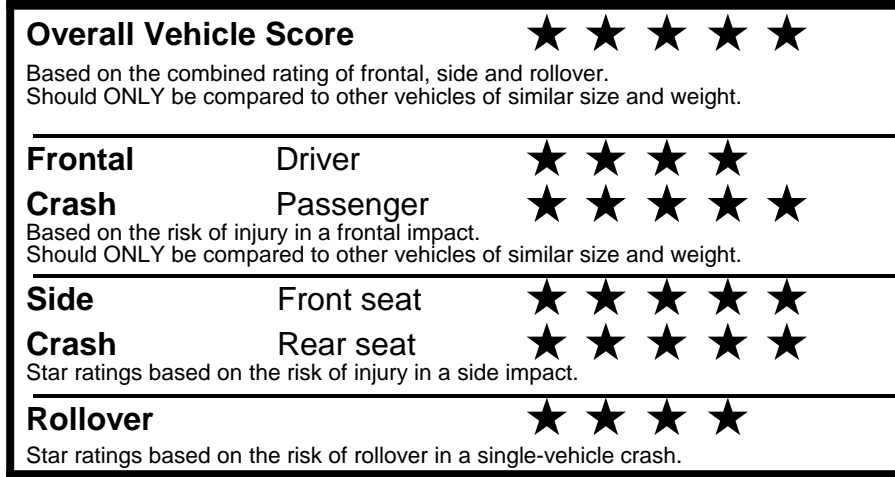 Overall Vehicle Score ★ ★ ★ ★ ★
Based on the combined rating of frontal, side and rollover.
Should ONLY be compared to other vehicles of similar size and weight.
Frontal Driver ★ ★ ★ ★
Crash Passenger ★ ★ ★ ★ ★
Based on the risk of injury in a frontal impact.
Should ONLY be compared to other vehicles of similar size and weight.
Side Front seat ★ ★ ★ ★ ★
Crash Rear seat ★ ★ ★ ★ ★
Star ratings based on the risk of injury in a side impact.
Rollover ★ ★ ★ ★
Star ratings based on the risk of rollover in a single-vehicle crash.